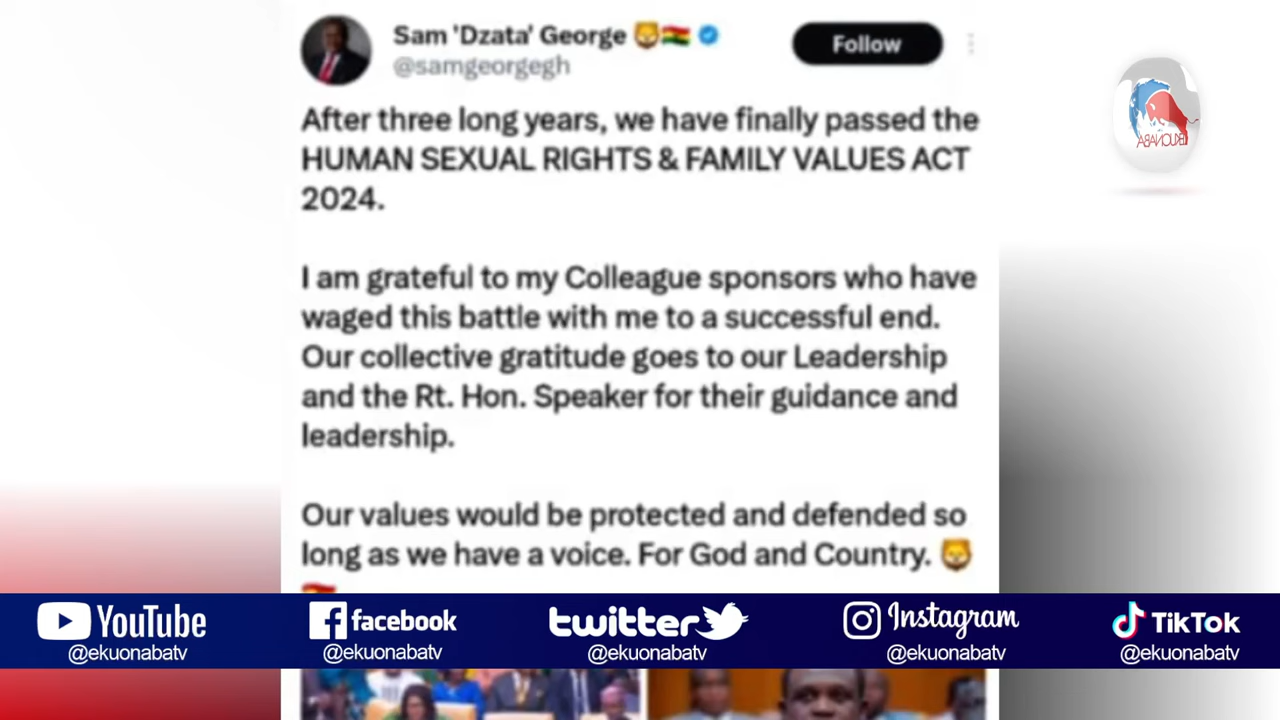 Sam 'Dzata' George 🦁🇬🇭
@samgeorgegh
Follow
After three long years, we have finally passed the
HUMAN SEXUAL RIGHTS & FAMILY VALUES ACT
2024.
I am grateful to my Colleague sponsors who have
waged this battle with me to a successful end.
Our collective gratitude goes to our Leadership
and the Rt. Hon. Speaker for their guidance and
leadership.
Our values would be protected and defended so
long as we have a voice. For God and Country. 🦁
YouTube
@ekuonabatv
facebook
@ekuonabatv
twitter
@ekuonabatv
Instagram
@ekuonabatv
TikTok
@ekuonabatv